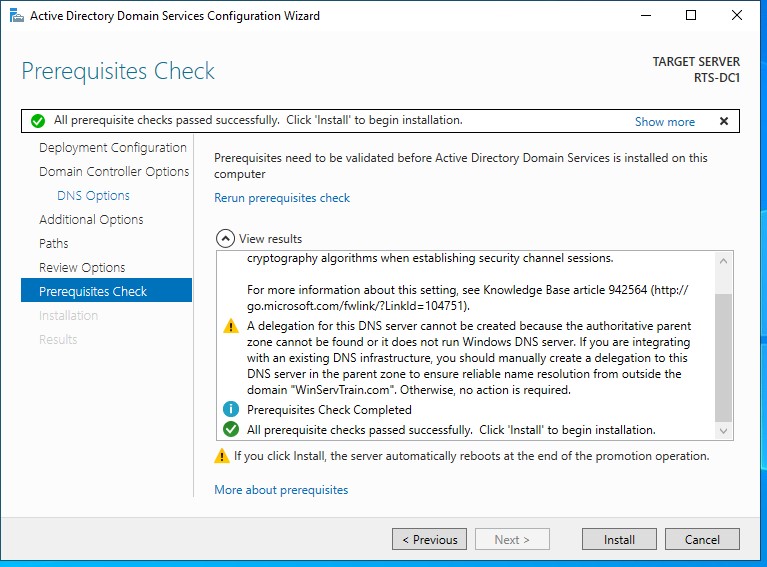 Active Directory Domain Services Configuration Wizard
Prerequisites Check
TARGET SERVER
RTS-DC1
All prerequisite checks passed successfully.  Click 'Install' to begin installation.
Show more
Deployment Configuration
Domain Controller Options
DNS Options
Additional Options
Paths
Review Options
Prerequisites Check
Installation
Results
Prerequisites need to be validated before Active Directory Domain Services is installed on this
computer
Rerun prerequisites check
View results
cryptography algorithms when establishing security channel sessions.
For more information about this setting, see Knowledge Base article 942564 (http://
go.microsoft.com/fwlink/?LinkId=104751).
A delegation for this DNS server cannot be created because the authoritative parent
zone cannot be found or it does not run Windows DNS server. If you are integrating
with an existing DNS infrastructure, you should manually create a delegation to this
DNS server in the parent zone to ensure reliable name resolution from outside the
domain "WinServTrain.com". Otherwise, no action is required.
Prerequisites Check Completed
All prerequisite checks passed successfully.  Click 'Install' to begin installation.
If you click Install, the server automatically reboots at the end of the promotion operation.
More about prerequisites
< Previous
Next >
Install
Cancel